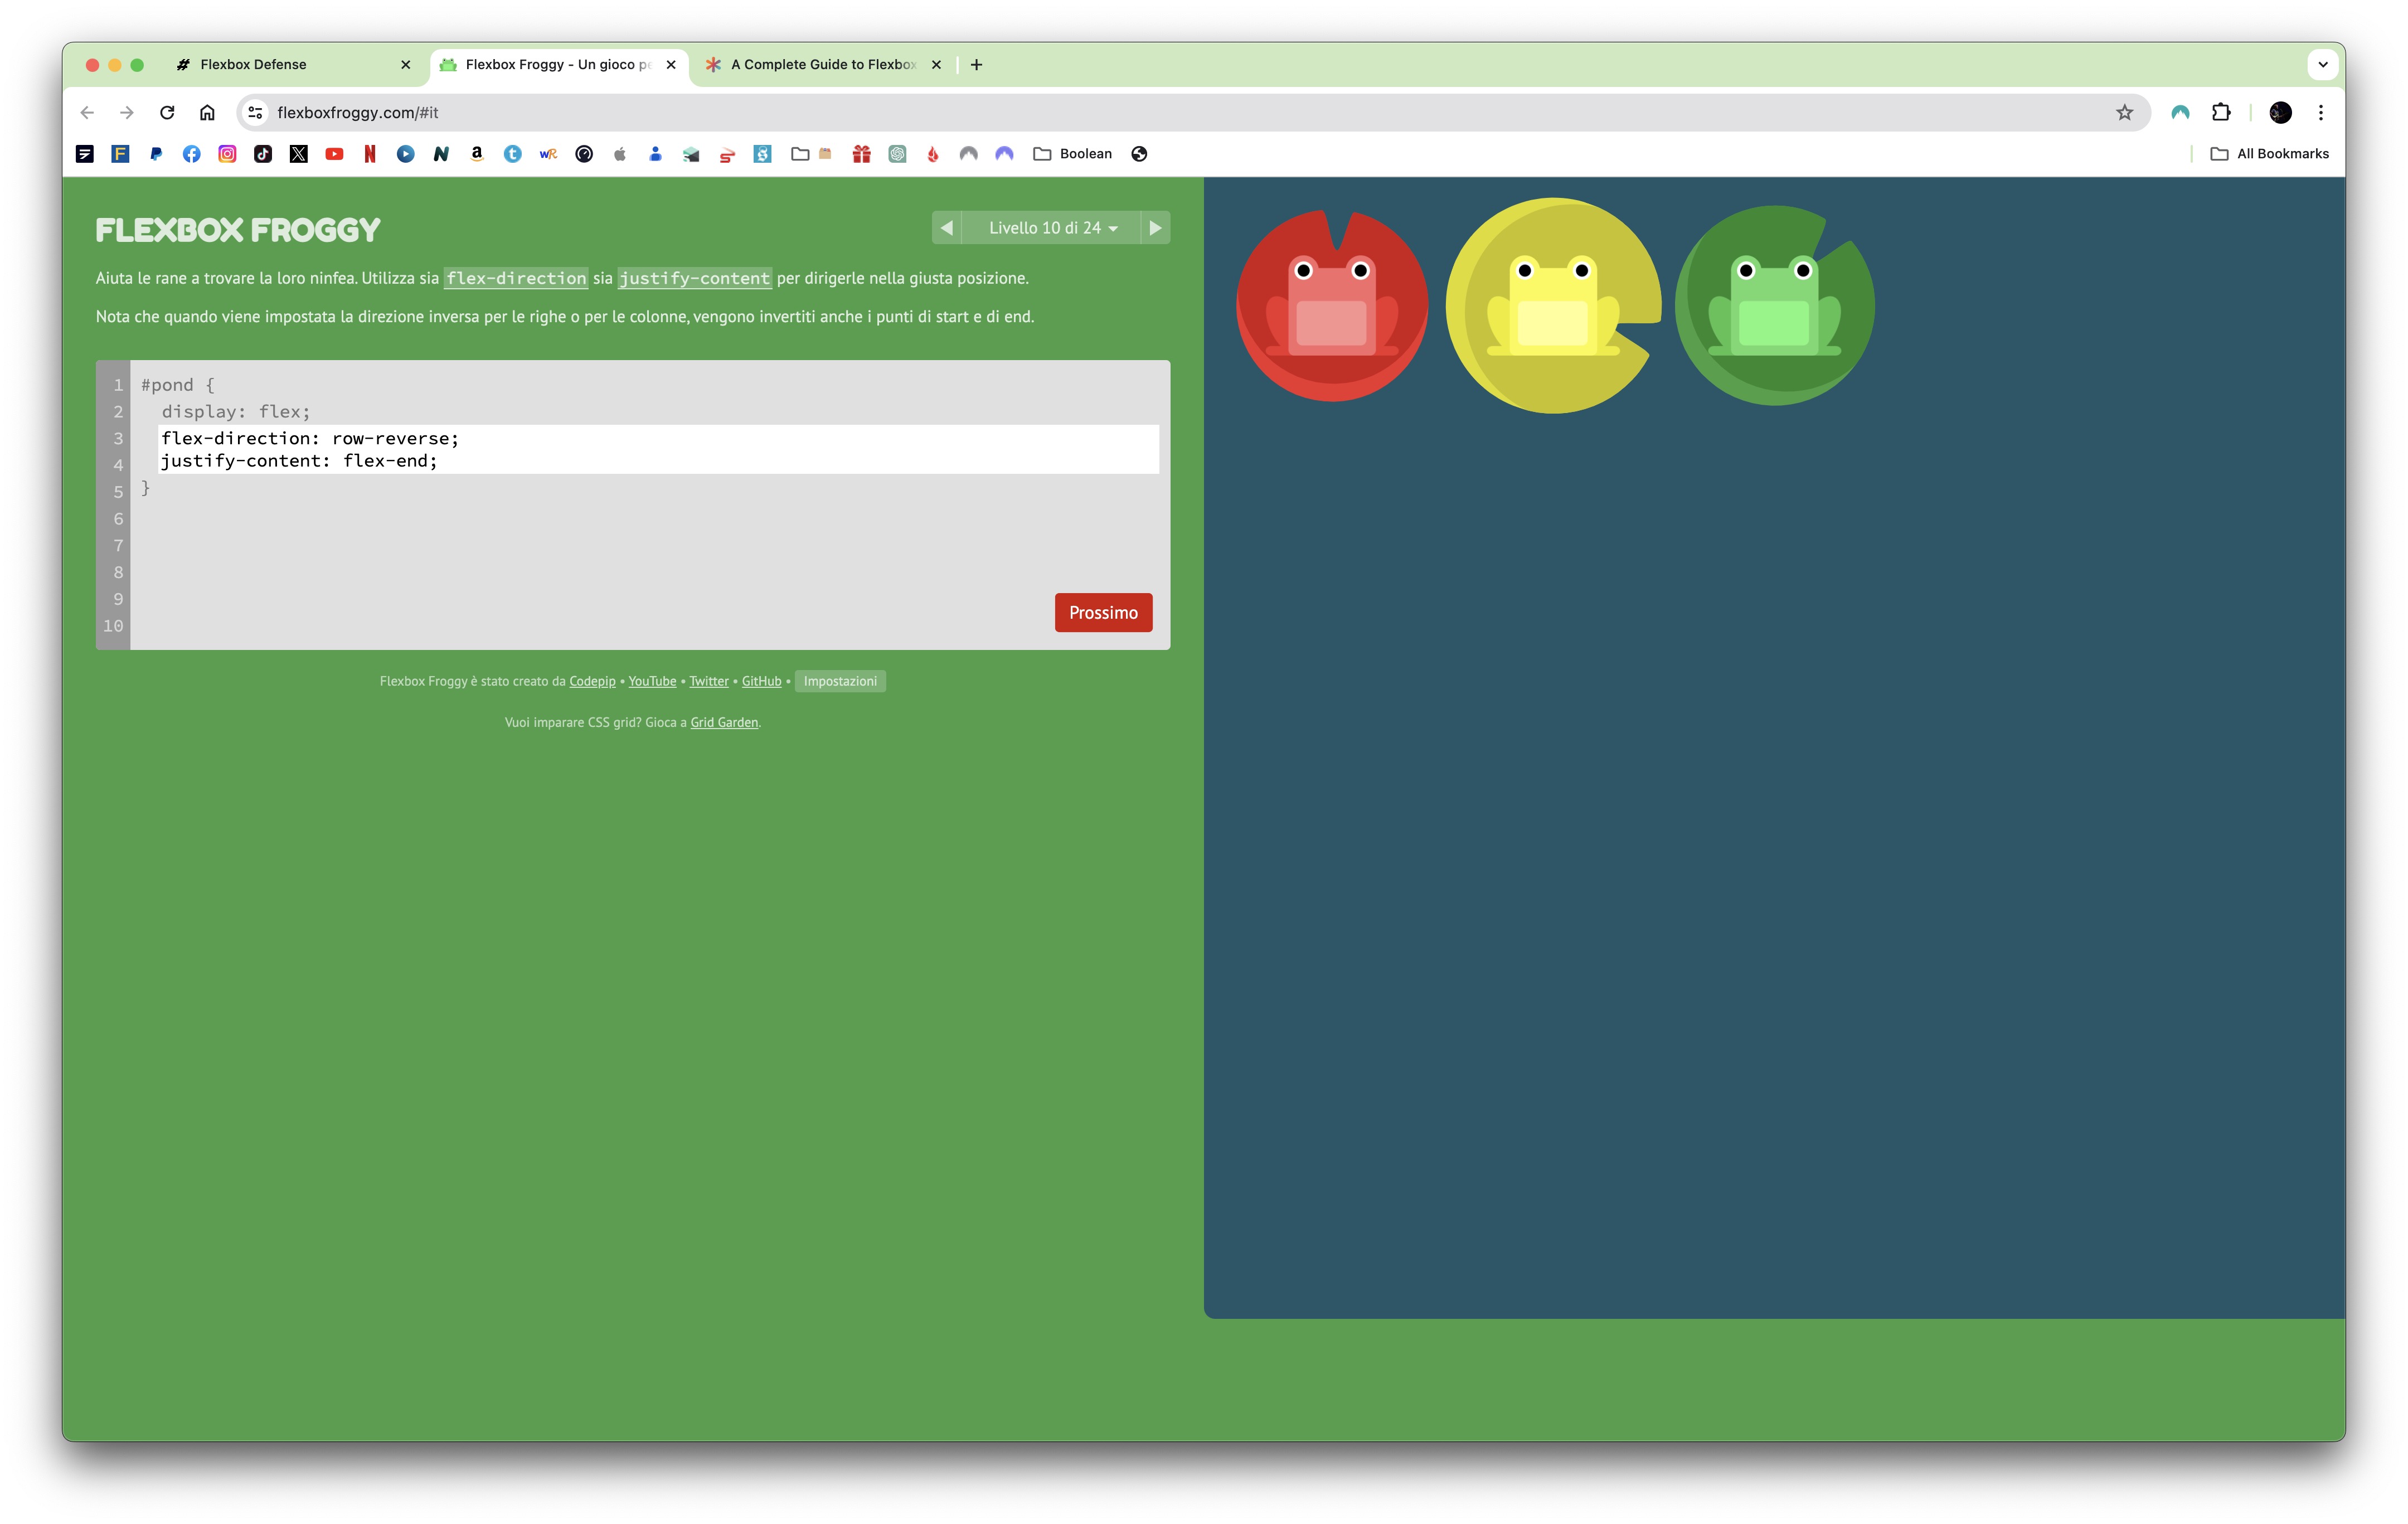 Flexbox Defense
Flexbox Froggy - Un gioco pe
A Complete Guide to Flexbox
flexboxfroggy.com/#it
Boolean
All Bookmarks
FLEXBOX FROGGY
Livello 10 di 24
Aiuta le rane a trovare la loro ninfea. Utilizza sia flex-direction sia justify-content per dirigerle nella giusta posizione.
Nota che quando viene impostata la direzione inversa per le righe o per le colonne, vengono invertiti anche i punti di start e di end.
1 #pond {
2 display: flex;
3 flex-direction: row-reverse;
4 justify-content: flex-end;
5 }
6
7
8
9
10
Prossimo
Flexbox Froggy è stato creato da Codepip • YouTube • Twitter • GitHub • Impostazioni
Vuoi imparare CSS grid? Gioca a Grid Garden.